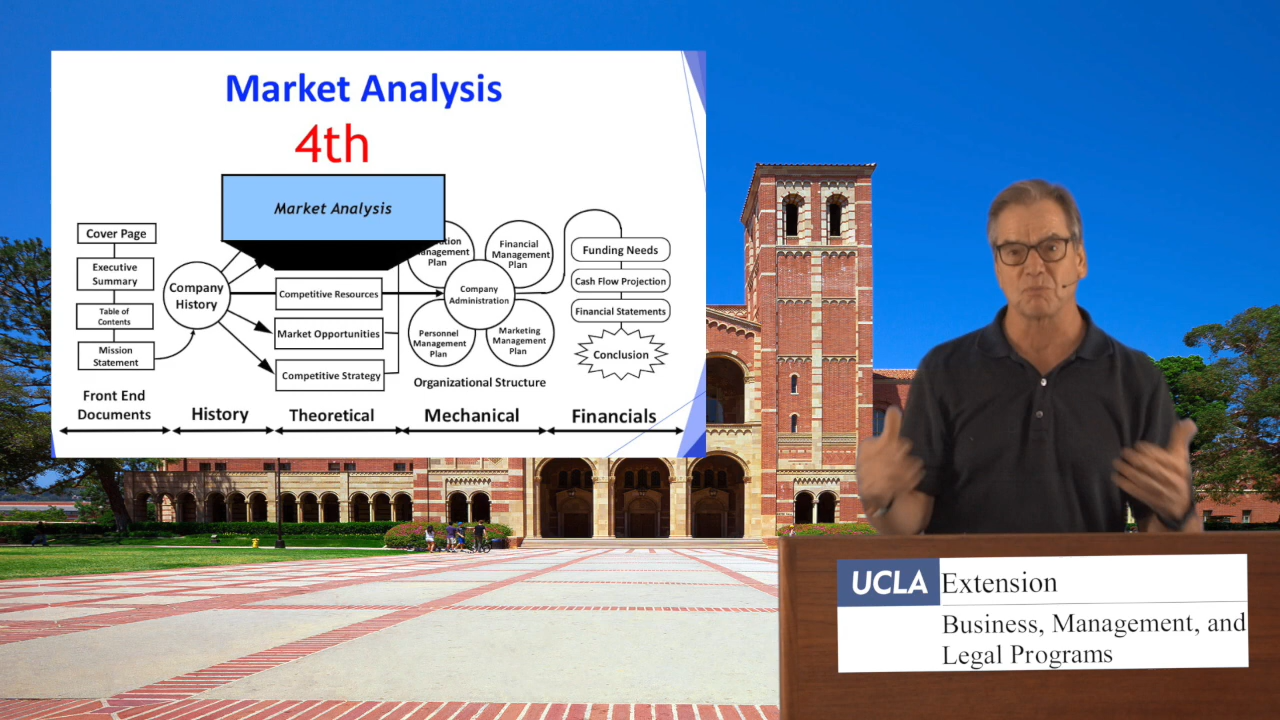 Market Analysis
4th
Market Analysis
Cover Page
Executive
Summary
Table of
Contents
Mission
Statement
Company
History
Competitive Resources
Market Opportunities
Competitive Strategy
Management
Plan
Financial
Management
Plan
Company
Administration
Personnel
Management
Plan
Marketing
Management
Plan
Organizational Structure
Funding Needs
Cash Flow Projection
Financial Statements
Conclusion
Front End
Documents
History
Theoretical
Mechanical
Financials
UCLA Extension
Business, Management, and
Legal Programs